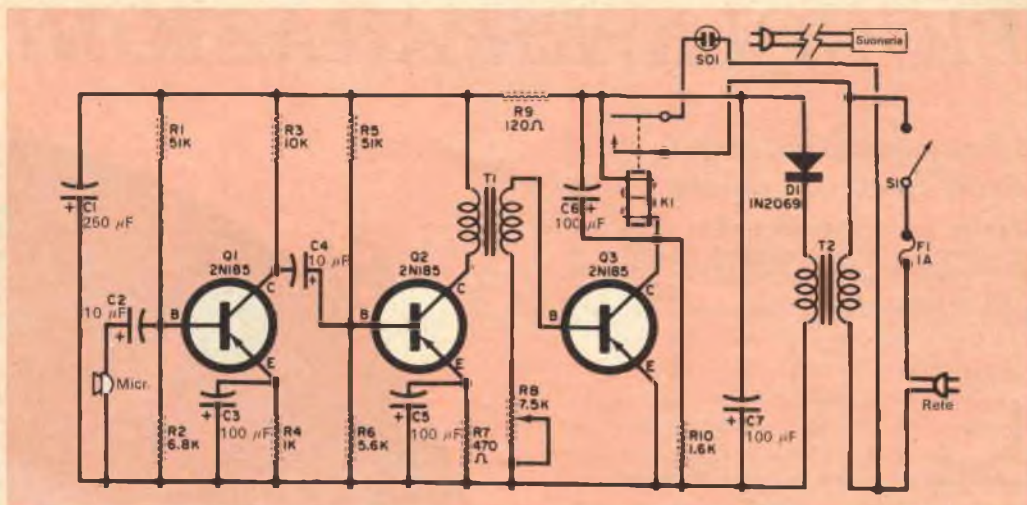 SO1
Suoneria
R1
51K
R3
10K
R5
51K
R9
120Ω
T1
C6 +
100 µF
K1
D1
1N2069
S1
F1
1A
T2
+ C1
250 µF
Q1
2N185
C4
10 µF
+
Q2
2N185
Q3
2N185
C2
10 µF
+
B
C
E
B
C
E
B
C
E
Micr.
R2
6.8K
+ C3
100 µF
R4
1K
R6
5.6K
+ C5
100 µF
R7
470
Ω
R8
7.5K
R10
1.6K
+ C7
100 µF
Rete